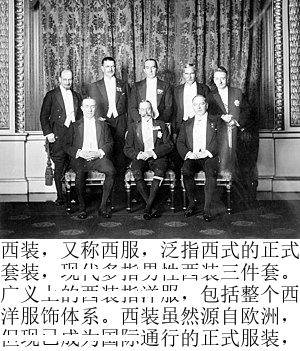 西装，又称西服，泛指西式的正式
套装，现代多指男性西装三件套。
广义上的西装指洋服，包括整个西
洋服饰体系。西装虽然源自欧洲，
但现已成为国际通行的正式服装，